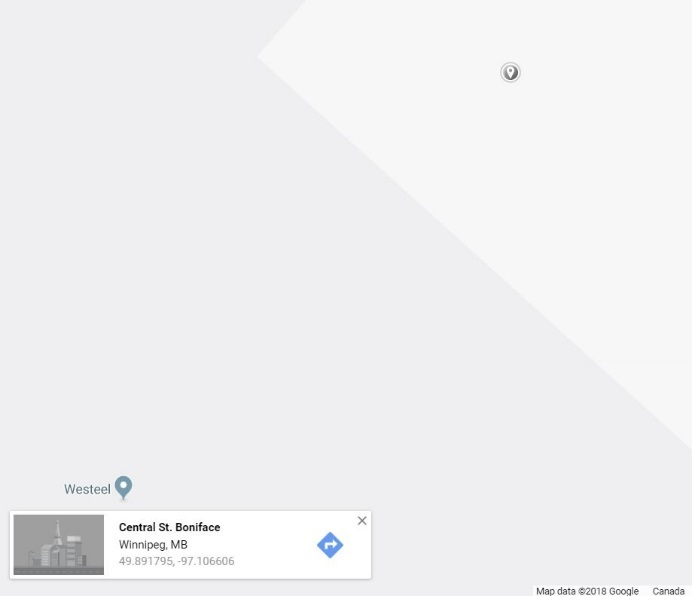 Westeel
Central St. Boniface
Winnipeg, MB
49.891795, -97.106606
Map data ©2018 Google Canada